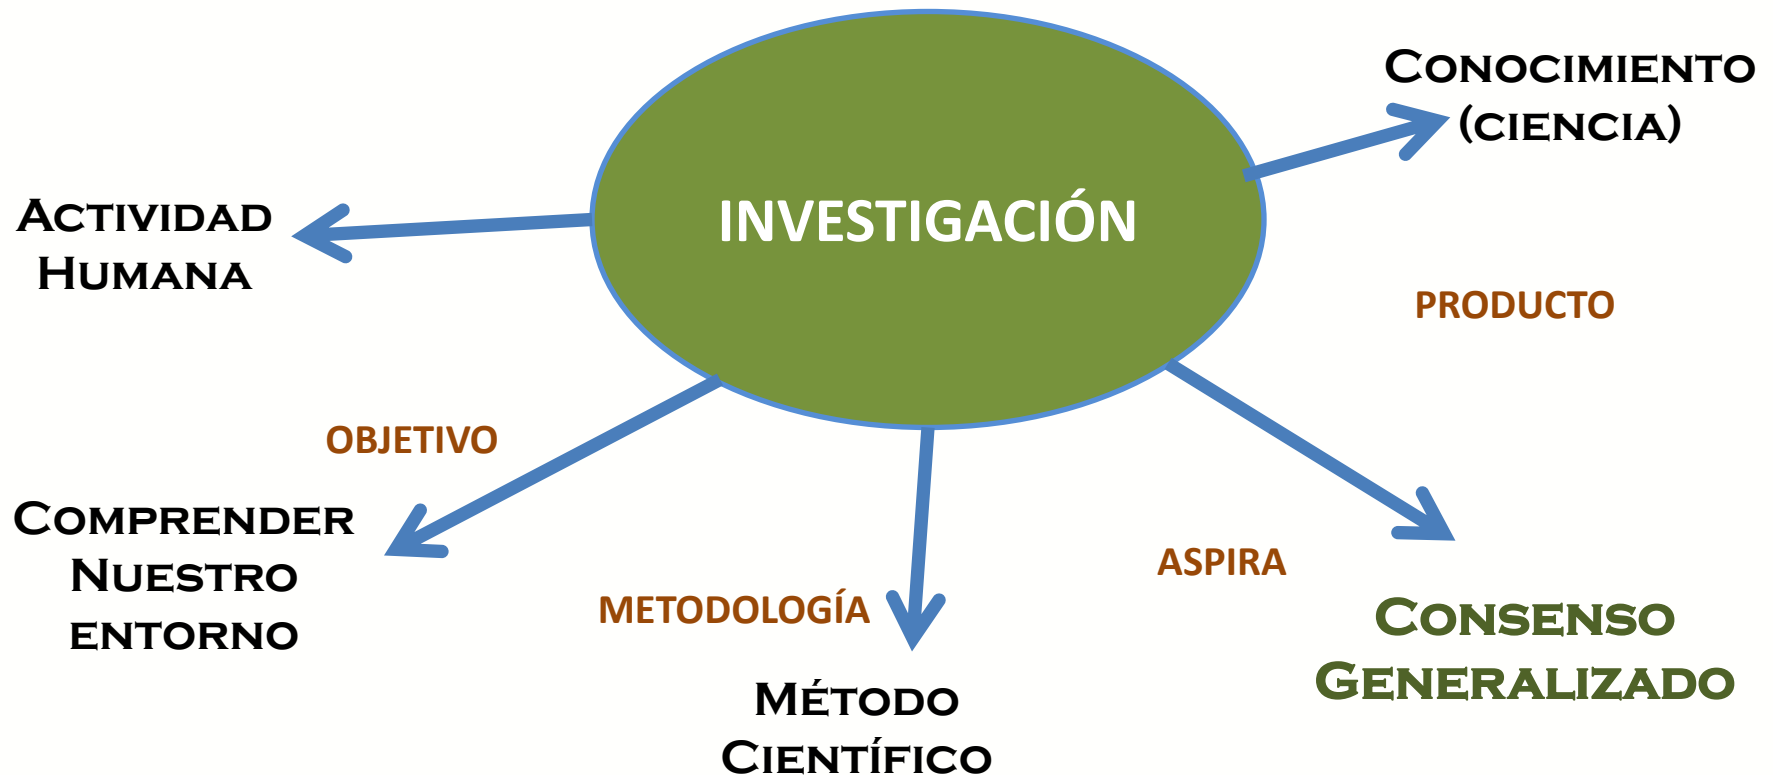 CONOCIMIENTO
(CIENCIA)
INVESTIGACIÓN
ACTIVIDAD
HUMANA
PRODUCTO
OBJETIVO
COMPRENDER
NUESTRO
ENTORNO
METODOLOGÍA
ASPIRA
CONSENSO
GENERALIZADO
MÉTODO
CIENTÍFICO